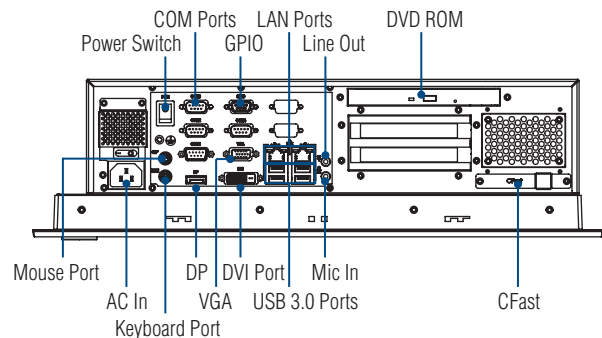 COM Ports LAN Ports DVD ROM
Power Switch GPIO Line Out
CFast
Mouse Port DP DVI Port Mic In
AC In VGA USB 3.0 Ports CFast
Keyboard Port